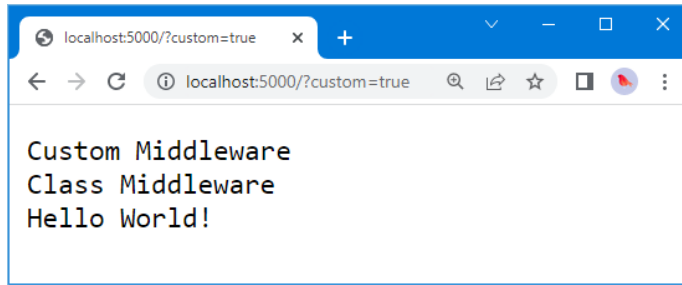 localhost:5000/?custom=true
localhost:5000/?custom=true
Custom Middleware
Class Middleware
Hello World!